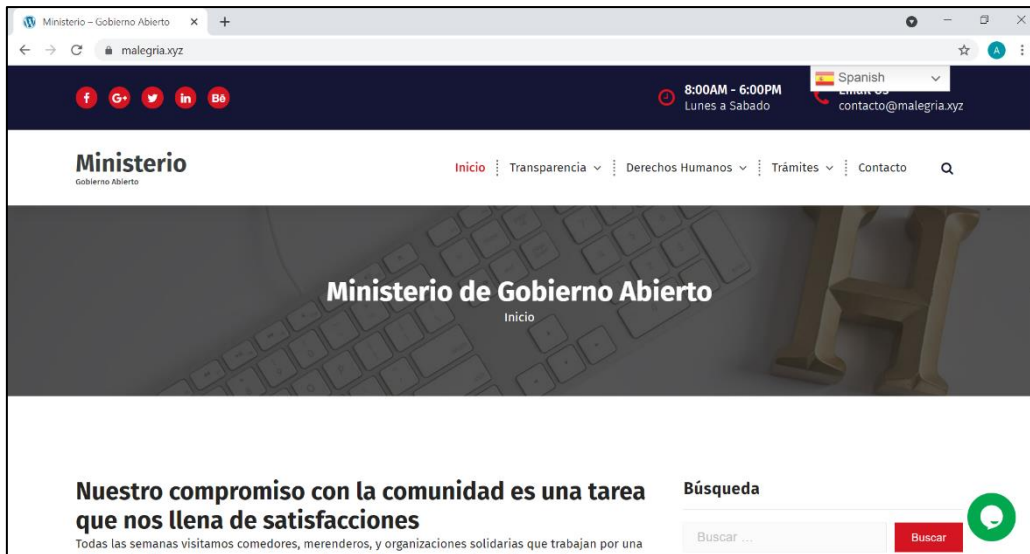 Ministerio – Gobierno Abierto
malegria.xyz
A
f G+ in Bē
8:00AM - 6:00PM
Lunes a Sabado
Spanish
contacto@malegria.xyz
Ministerio
Gobierno Abierto
Inicio Transparencia Derechos Humanos Trámites Contacto
Ministerio de Gobierno Abierto
Inicio
Nuestro compromiso con la comunidad es una tarea
que nos llena de satisfacciones
Todas las semanas visitamos comedores, merenderos, y organizaciones solidarias que trabajan por una
Búsqueda
Buscar ...
Buscar